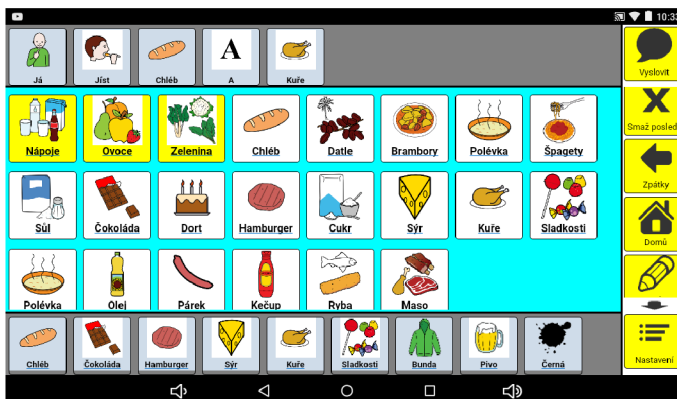 A
Já
Jíst
Chléb
A
Kuře
Vyslovit
Nápoje
Ovoce
Zelenina
Chléb
Datle
Brambory
Polévka
Špagety
X
Smaž posled
Zpátky
Sůl
Čokoláda
Dort
Hamburger
Cukr
Sýr
Kuře
Sladkosti
Domů
Polévka
Olej
Párek
Kečup
Ryba
Maso
Chléb
Čokoláda
Hamburger
Sýr
Kuře
Sladkosti
Bunda
Pivo
Černá
Nastavení